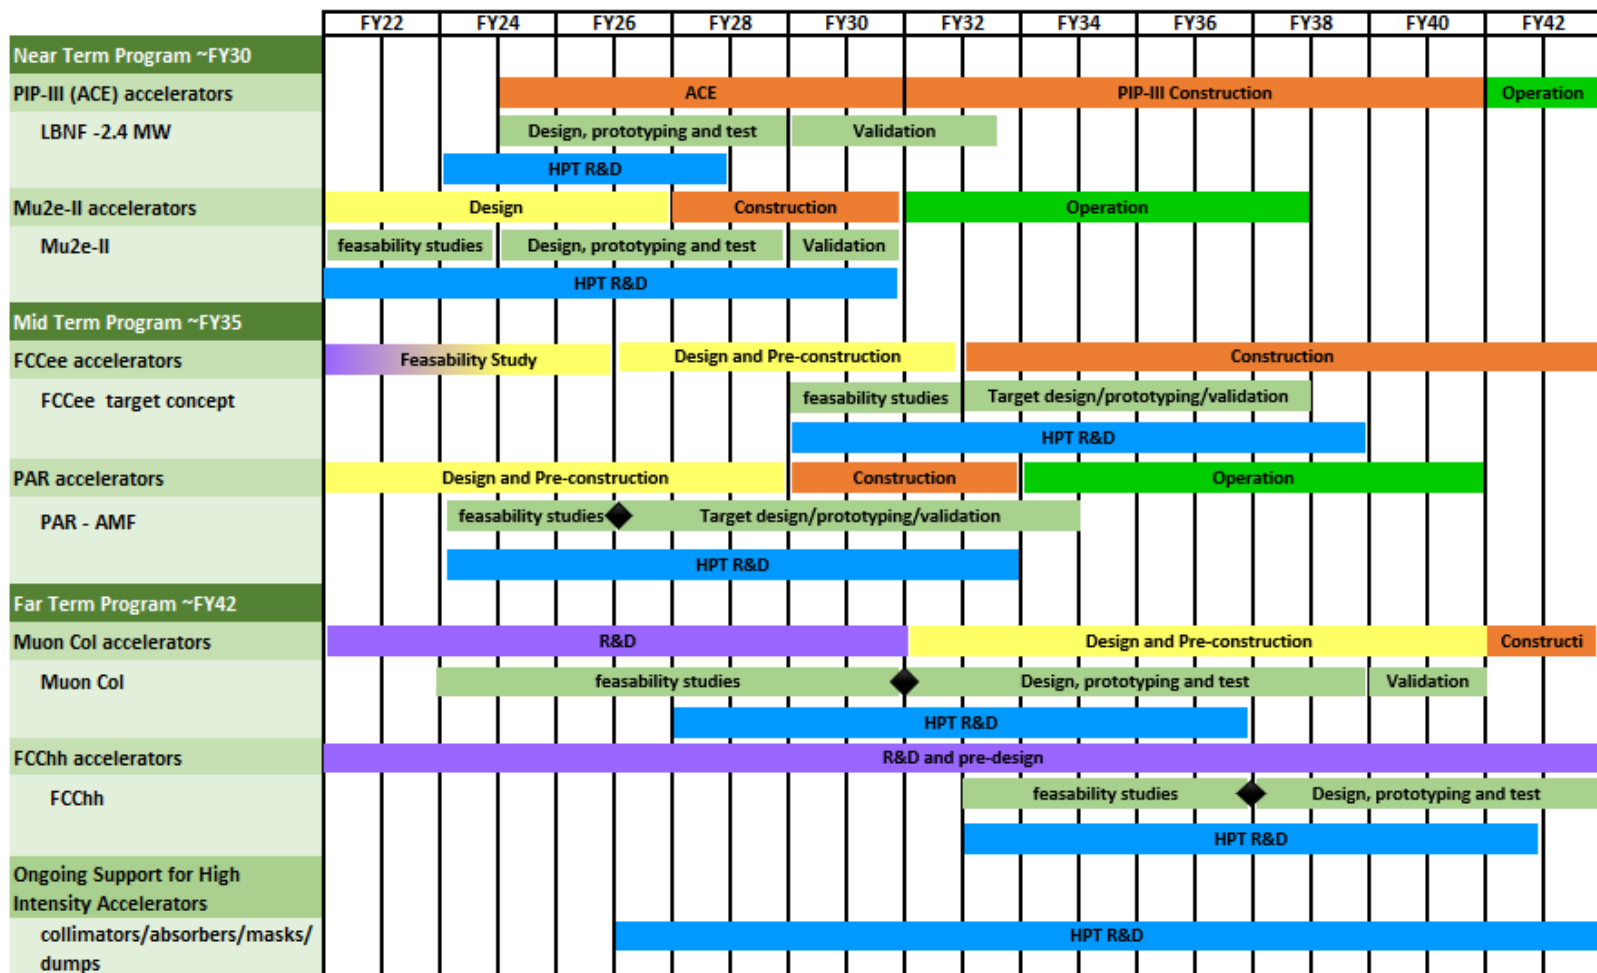 FY22 FY24 FY26 FY28 FY30 FY32 FY34 FY36 FY38 FY40 FY42
Near Term Program ~FY30
PIP-III (ACE) accelerators ACE PIP-III Construction Operation
LBNF -2.4 MW Design, prototyping and test Validation
HPT R&D
Mu2e-II accelerators Design Construction Operation
Mu2e-II feasability studies Design, prototyping and test Validation
HPT R&D
Mid Term Program ~FY35
FCCee accelerators Feasability Study Design and Pre-construction Construction
FCCee target concept feasability studies Target design/prototyping/validation
HPT R&D
PAR accelerators Design and Pre-construction Construction Operation
PAR - AMF feasability studies Target design/prototyping/validation
HPT R&D
Far Term Program ~FY42
Muon Col accelerators R&D Design and Pre-construction Constructi
Muon Col feasability studies Design, prototyping and test Validation
HPT R&D
FCChh accelerators R&D and pre-design
FCChh feasability studies Design, prototyping and test
HPT R&D
Ongoing Support for High
Intensity Accelerators
collimators/absorbers/masks/ HPT R&D
dumps